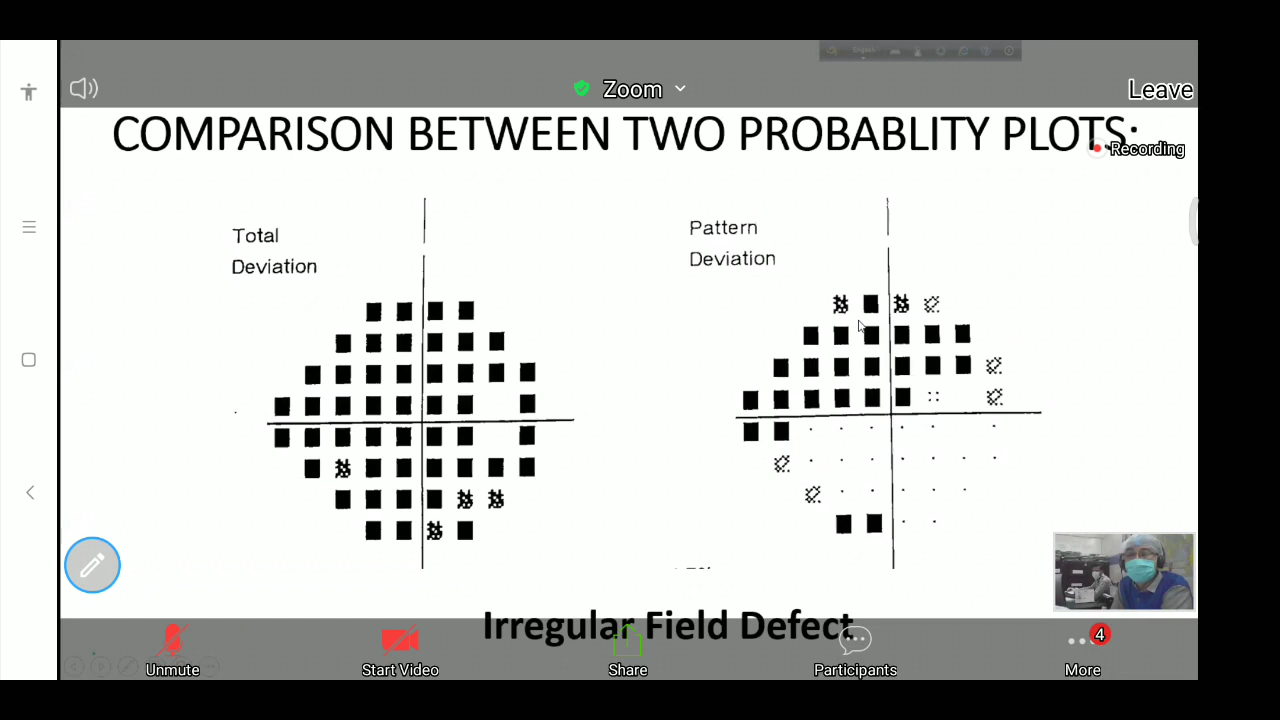 English
Zoom
Leave
COMPARISON BETWEEN TWO PROBABLITY PLOTS:
Recording
Total
Deviation
Pattern
Deviation
Irregular Field Defect
Unmute
Start Video
Share
Participants
4
More